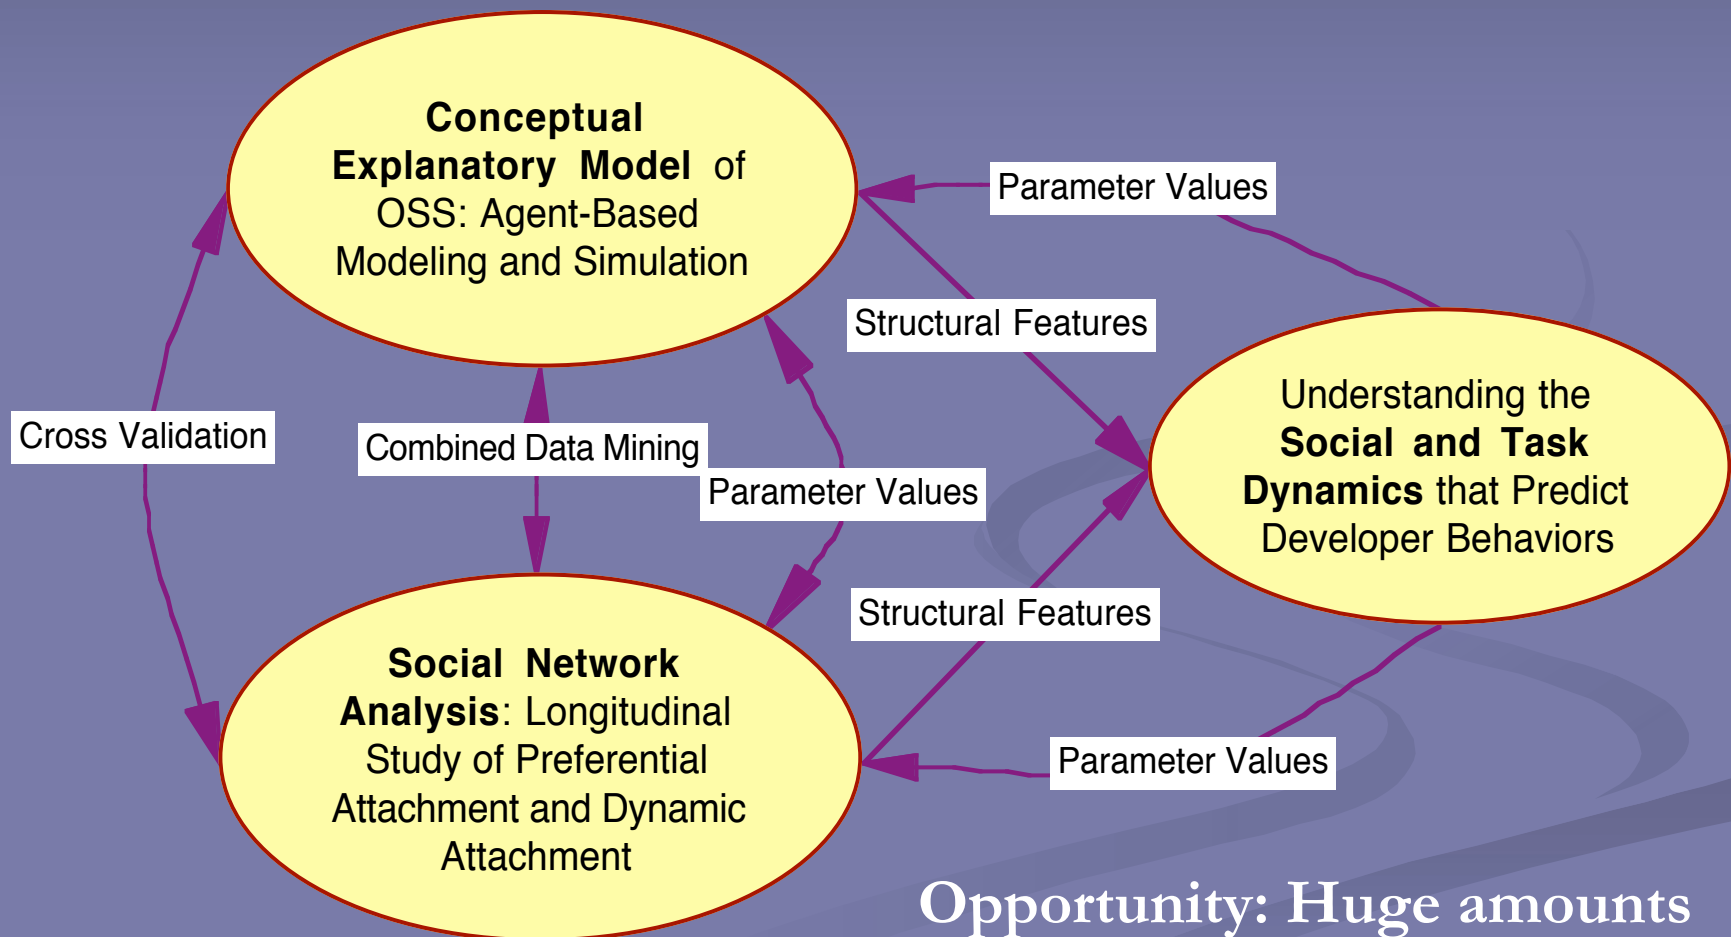 Conceptual
Explanatory Model of
OSS: Agent-Based
Modeling and Simulation
Parameter Values
Structural Features
Cross Validation
Combined Data Mining
Parameter Values
Understanding the
Social and Task
Dynamics that Predict
Developer Behaviors
Structural Features
Social Network
Analysis: Longitudinal
Study of Preferential
Attachment and Dynamic
Attachment
Parameter Values
Opportunity: Huge amounts